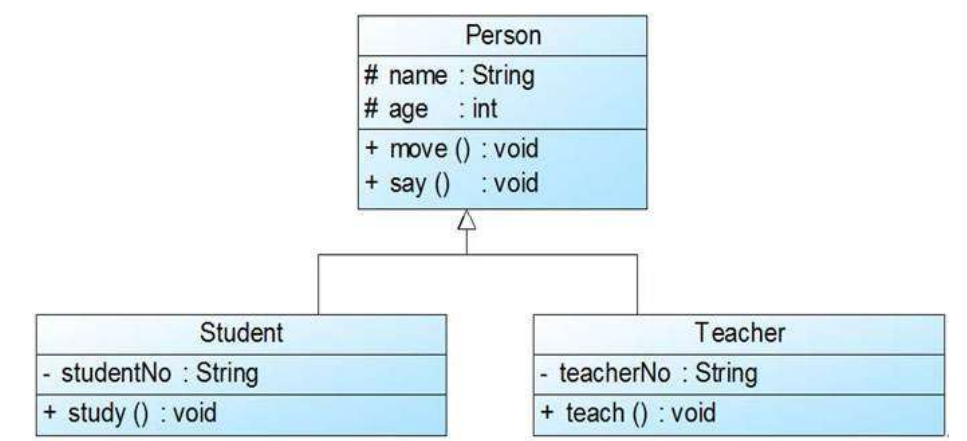 Person
# name : String
# age : int
+ move () : void
+ say () : void
Student
- studentNo : String
+ study () : void
Teacher
- teacherNo : String
+ teach () : void